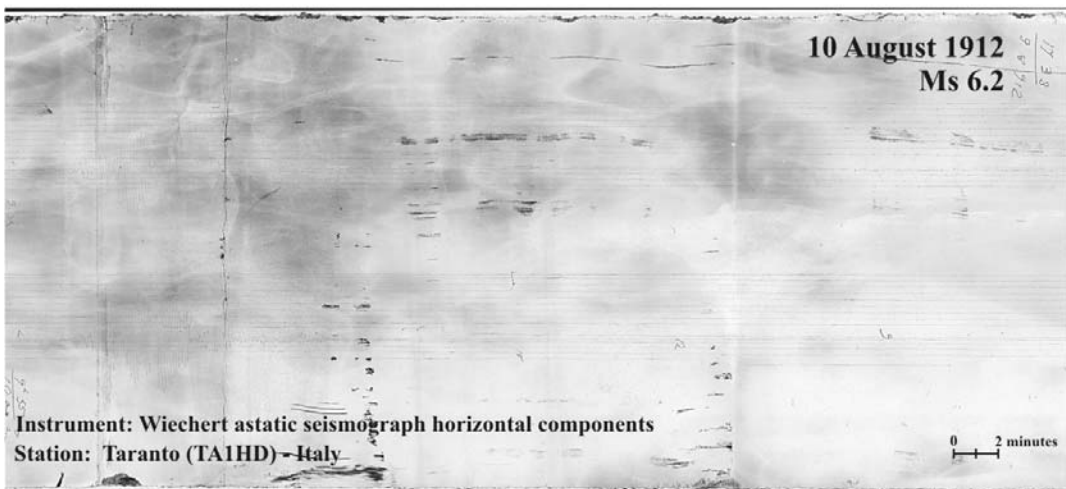 10 August 1912
Ms 6.2
Instrument: Wiechert astatic seismograph horizontal components
Station: Taranto (TA1HD) - Italy
0 2 minutes